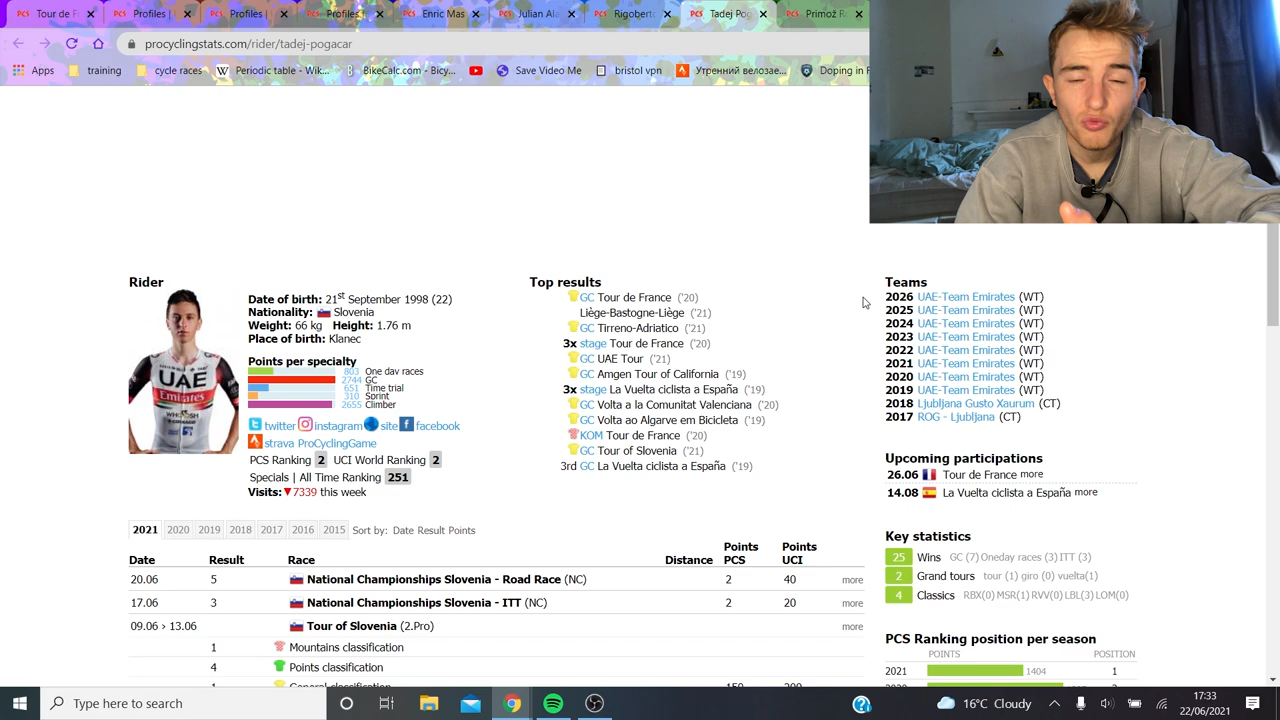 Tour de F
Profiles
Profiles
Profiles f
Enric Mas
Julian Ala
Rigoberto
Tadej Pog
Primož R
procyclingstats.com/rider/tadej-pogacar
Apps
training
cycle races
Periodic table - Wik...
BikeCalc.com - Bicy...
Save Video Me
bristol vpn
Утренний велозае...
Doping in
Rider
Date of birth: 21st September 1998 (22)
Nationality: Slovenia
Weight: 66 kg Height: 1.76 m
Place of birth: Klanec
Points per specialty
803 One day races
2744 GC
651 Time trial
310 Sprint
2655 Climber
twitter instagram site facebook
strava ProCyclingGame
PCS Ranking 2 UCI World Ranking 2
Specials | All Time Ranking 251
Visits: ▼7339 this week
Top results
GC Tour de France ('20)
Liège-Bastogne-Liège ('21)
GC Tirreno-Adriatico ('21)
3x stage Tour de France ('20)
GC UAE Tour ('21)
GC Amgen Tour of California ('19)
3x stage La Vuelta ciclista a España ('19)
GC Volta a la Comunitat Valenciana ('20)
GC Volta ao Algarve em Bicicleta ('19)
KOM Tour de France ('20)
GC Tour of Slovenia ('21)
3rd GC La Vuelta ciclista a España ('19)
Teams
2026 UAE-Team Emirates (WT)
2025 UAE-Team Emirates (WT)
2024 UAE-Team Emirates (WT)
2023 UAE-Team Emirates (WT)
2022 UAE-Team Emirates (WT)
2021 UAE-Team Emirates (WT)
2020 UAE-Team Emirates (WT)
2019 UAE-Team Emirates (WT)
2018 Ljubljana Gusto Xaurum (CT)
2017 ROG - Ljubljana (CT)
Upcoming participations
26.06 Tour de France more
14.08 La Vuelta ciclista a España more
Key statistics
25 Wins GC (7) Oneday races (3) ITT (3)
2 Grand tours tour (1) giro (0) vuelta(1)
4 Classics RBX(0) MSR(1) RVV(0) LBL(3) LOM(0)
PCS Ranking position per season
POINTS POSITION
2021 1404 1
UAE
Emirates
2021 2020 2019 2018 2017 2016 2015 Sort by: Date Result Points
Date Result Race Distance Points PCS Points UCI
20.06 5 National Championships Slovenia - Road Race (NC) 2 40 more
17.06 3 National Championships Slovenia - ITT (NC) 2 20 more
09.06 › 13.06 Tour of Slovenia (2.Pro) more
1 Mountains classification
4 Points classification
1 General classification 150 200
Type here to search
16°C Cloudy
17:33
22/06/2021